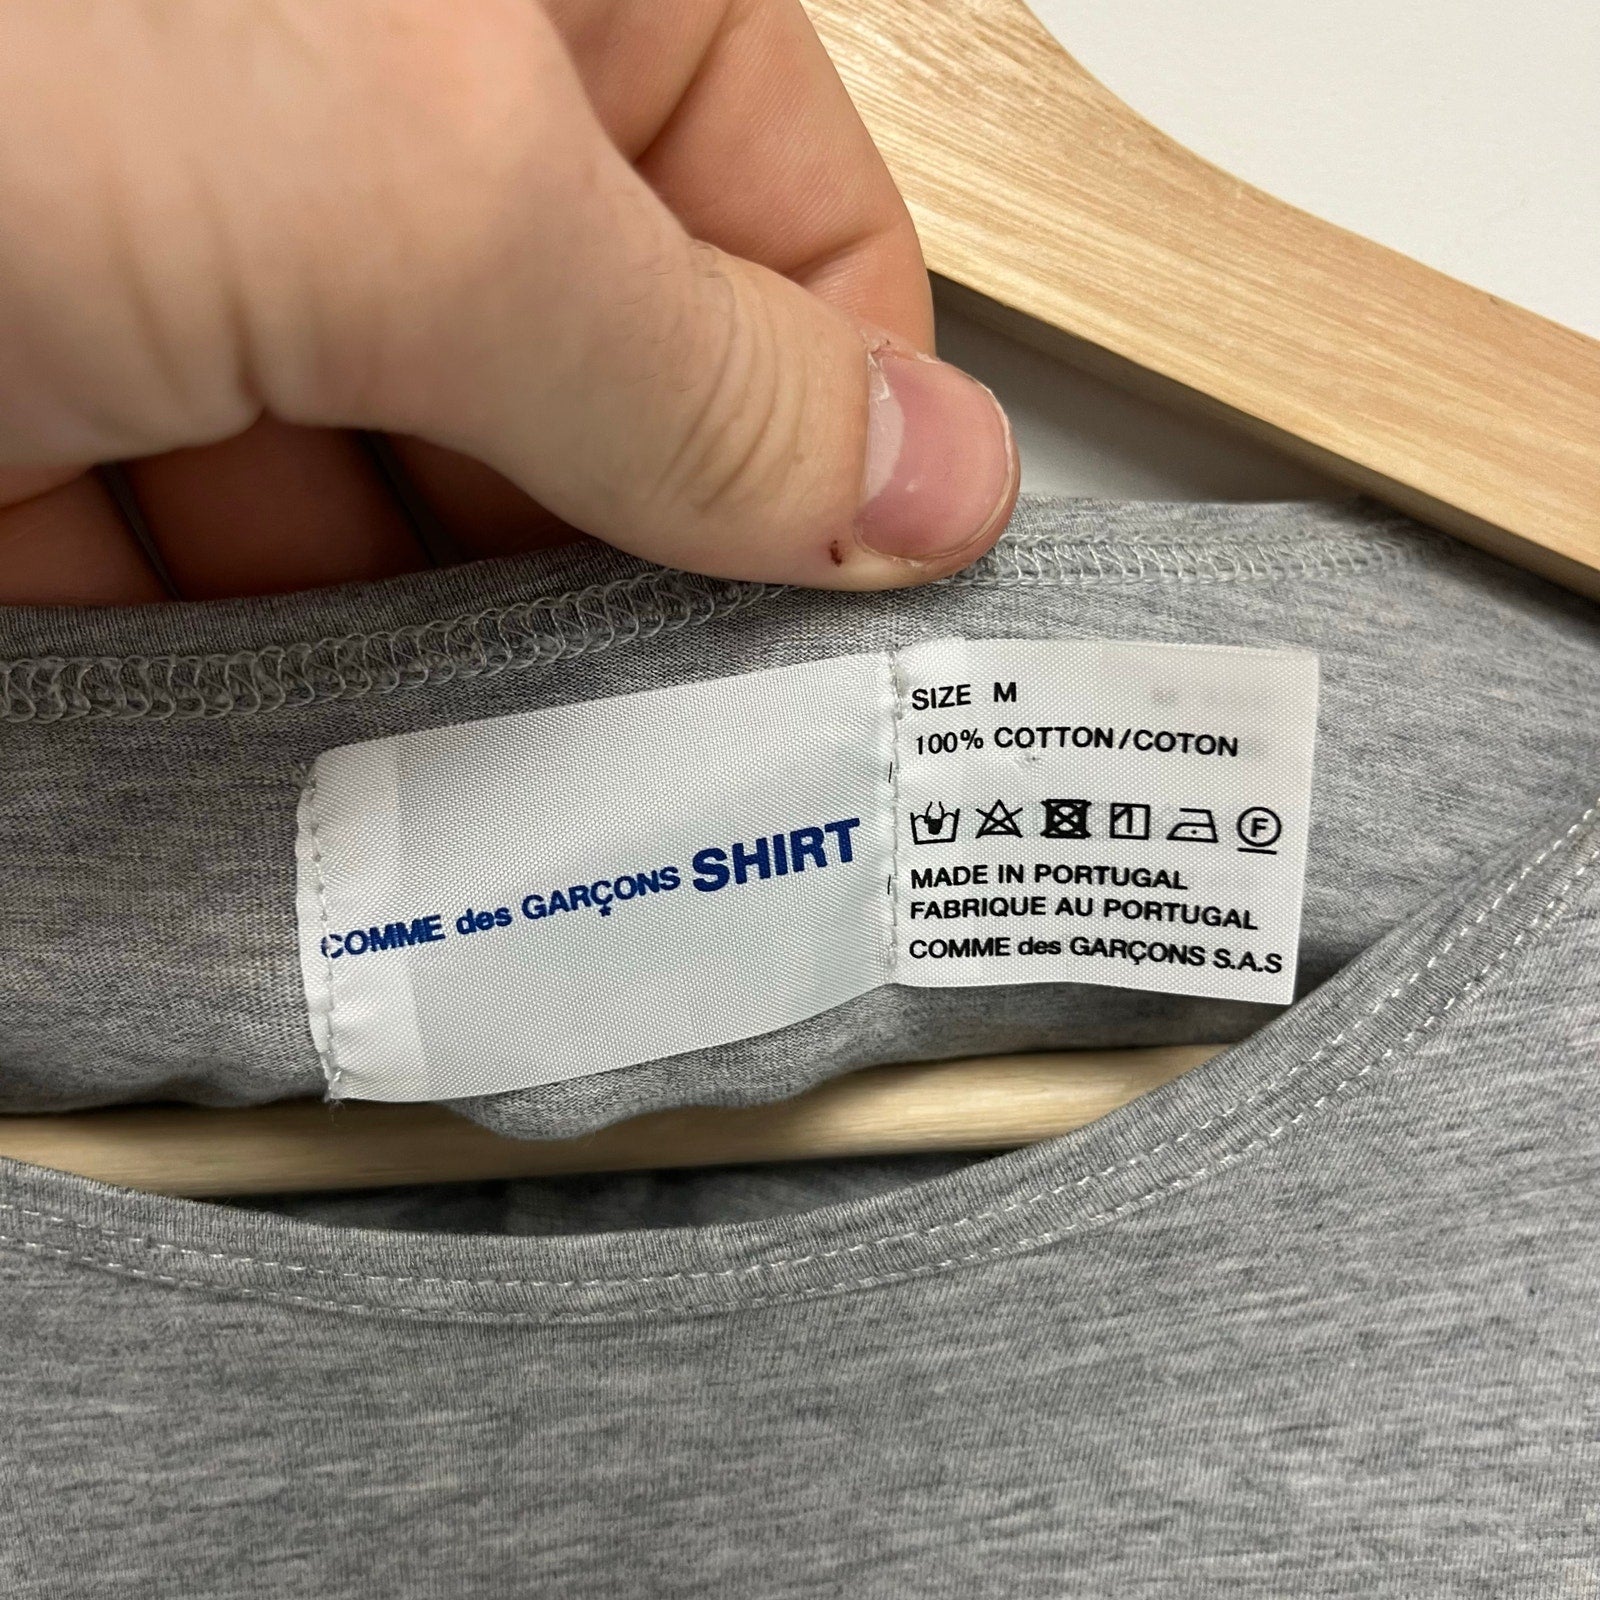 COMME des GARÇONS SHIRT
SIZE M
100% COTTON/COTON
F
MADE IN PORTUGAL
FABRIQUE AU PORTUGAL
COMME des GARÇONS S.A.S